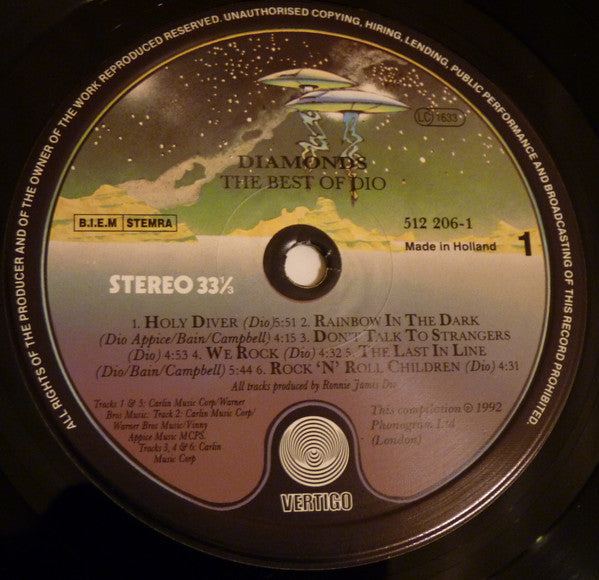 ALL RIGHTS OF THE PRODUCER AND OF THE OWNER OF THE WORK REPRODUCED RESERVED. UNAUTHORISED COPYING, HIRING, LENDING, PUBLIC PERFORMANCE AND BROADCASTING OF THIS RECORD PROHIBITED.
LC 1633
DIAMONDS
THE BEST OF DIO
B.I.E.M STEMRA
512 206-1
Made in Holland
1
STEREO 33⅓
1. HOLY DIVER (Dio)5:51 2. RAINBOW IN THE DARK
(Dio Appice/Bain/Campbell) 4:15 3. DON'T TALK TO STRANGERS
(Dio) 4:53 4. WE ROCK (Dio) 4:32 5. THE LAST IN LINE
(Dio/Bain/Campbell) 5:44 6. ROCK 'N' ROLL CHILDREN (Dio) 4:31
All tracks produced by Ronnie James Dio
Tracks 1 & 5: Carlin Music Corp/Warner
Bros Music: Track 2: Carlin Music Corp/
Warner Bros Music/Vinny
Appice Music MCPS.
Tracks 3, 4 & 6: Carlin
Music Corp
This compilation ℗ 1992
Phonogram Ltd
(London)
VERTIGO